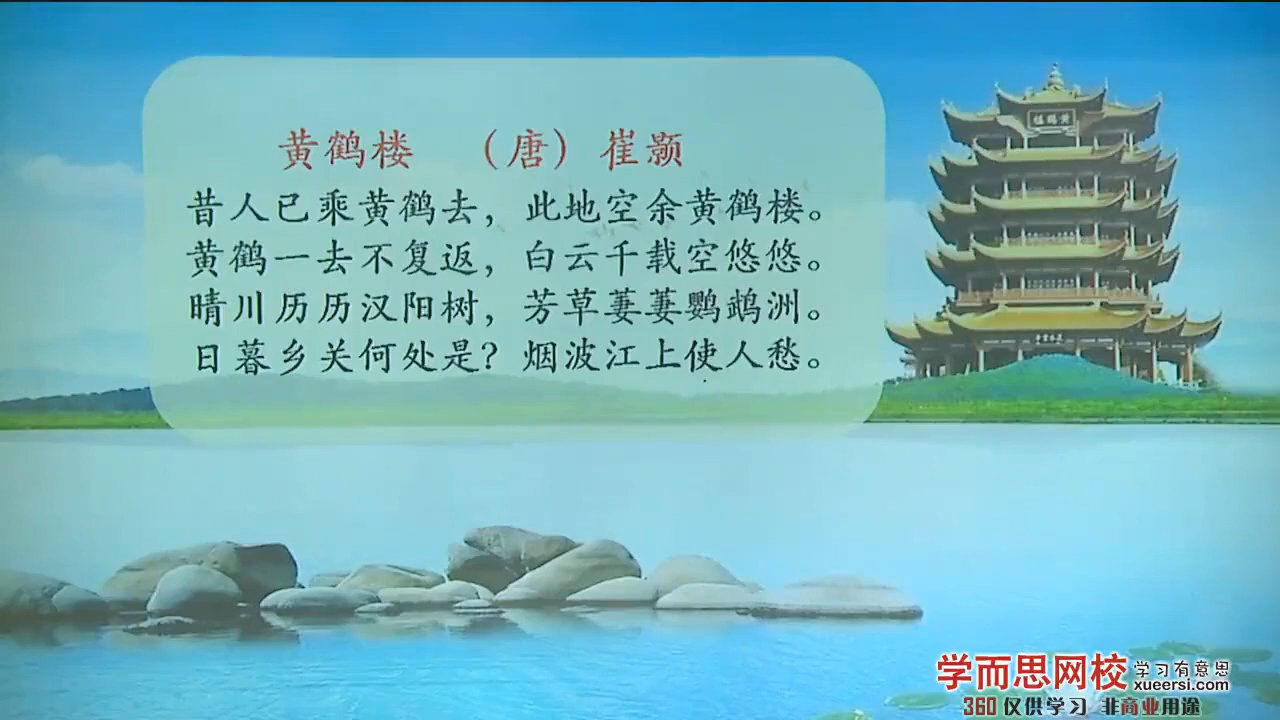 黄鹤楼 （唐）崔颢
昔人已乘黄鹤去，此地空余黄鹤楼。
黄鹤一去不复返，白云千载空悠悠。
晴川历历汉阳树，芳草萋萋鹦鹉洲。
日暮乡关何处是？烟波江上使人愁。
学而思网校 学习有意思
xueersi.com
360 仅供学习 非商业用途